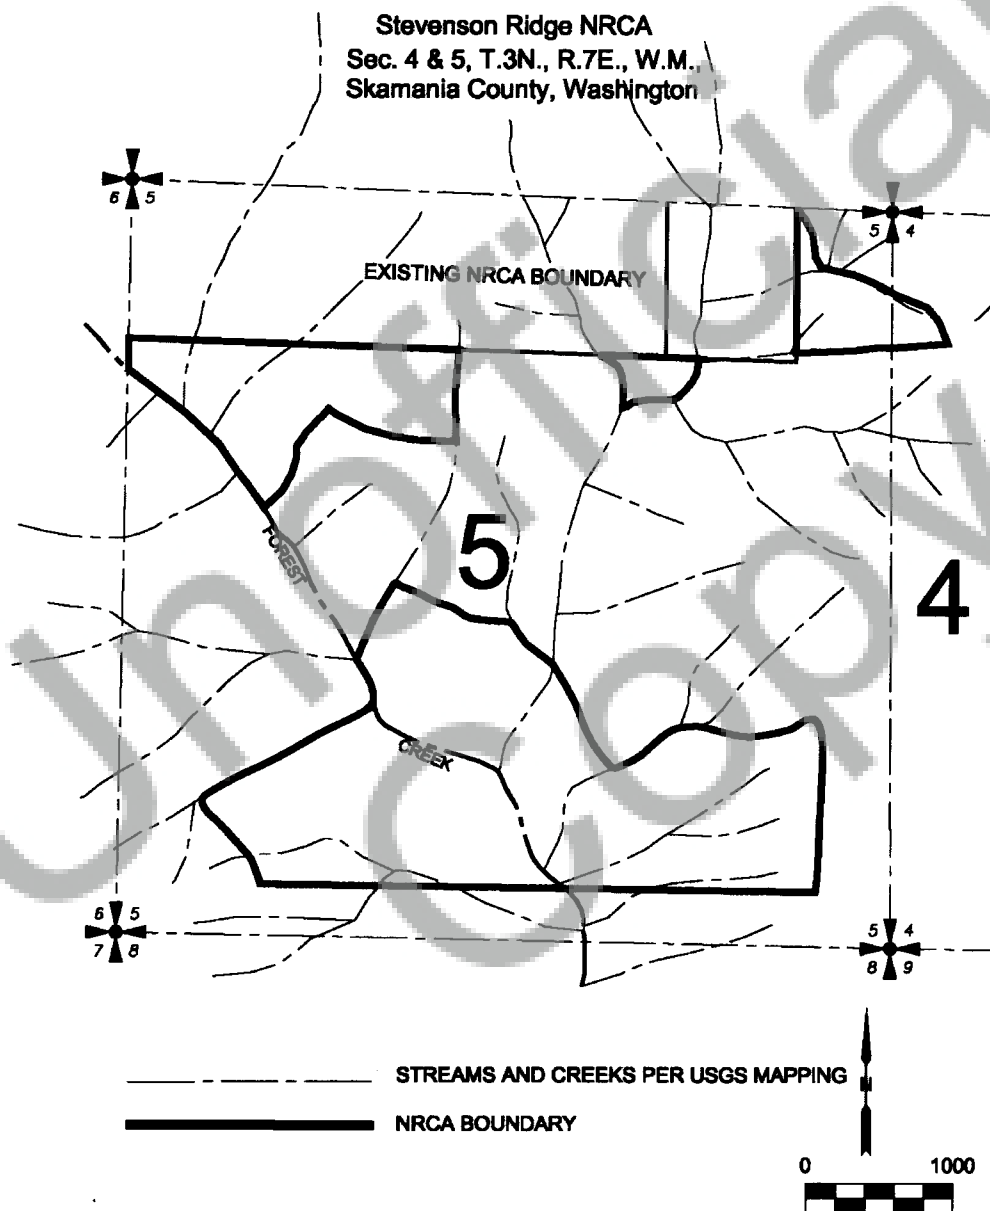 Stevenson Ridge NRCA
Sec. 4 & 5, T.3N., R.7E., W.M.,
Skamania County, Washington
6 5
5 4
EXISTING NRCA BOUNDARY
5
4
FOREST
CREEK
6 5
7 8
5 4
8 9
STREAMS AND CREEKS PER USGS MAPPING
N
NRCA BOUNDARY
0 1000
Unofficial
Copy